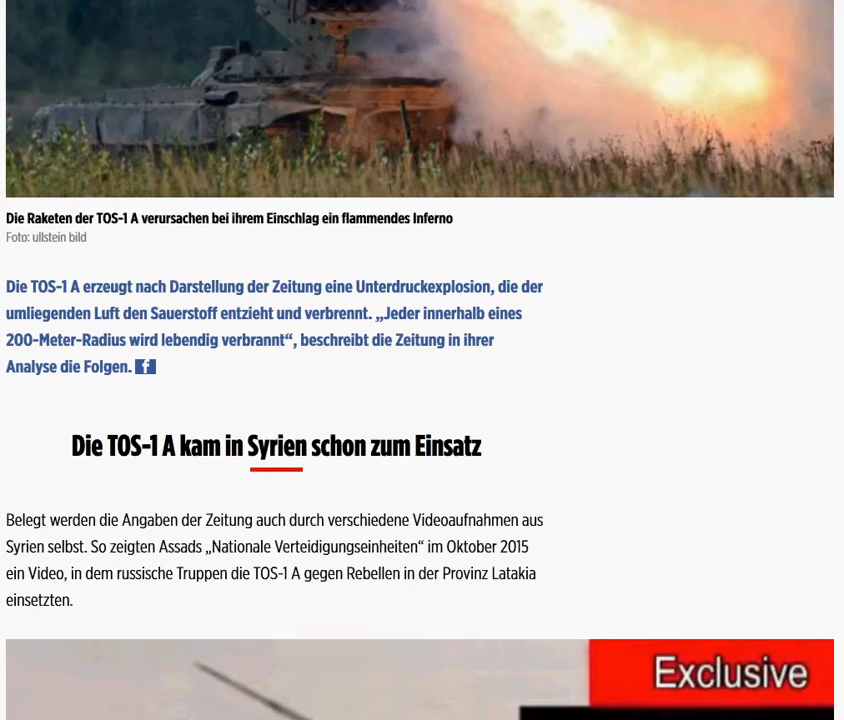 Die Raketen der TOS-1 A verursachen bei ihrem Einschlag ein flammendes Inferno
Foto: ullstein bild
Die TOS-1 A erzeugt nach Darstellung der Zeitung eine Unterdruckexplosion, die der
umliegenden Luft den Sauerstoff entzieht und verbrennt. „Jeder innerhalb eines
200-Meter-Radius wird lebendig verbrannt“, beschreibt die Zeitung in ihrer
Analyse die Folgen. f
Die TOS-1 A kam in Syrien schon zum Einsatz
Belegt werden die Angaben der Zeitung auch durch verschiedene Videoaufnahmen aus
Syrien selbst. So zeigten Assads „Nationale Verteidigungseinheiten“ im Oktober 2015
ein Video, in dem russische Truppen die TOS-1 A gegen Rebellen in der Provinz Latakia
einsetzten.
Exclusive